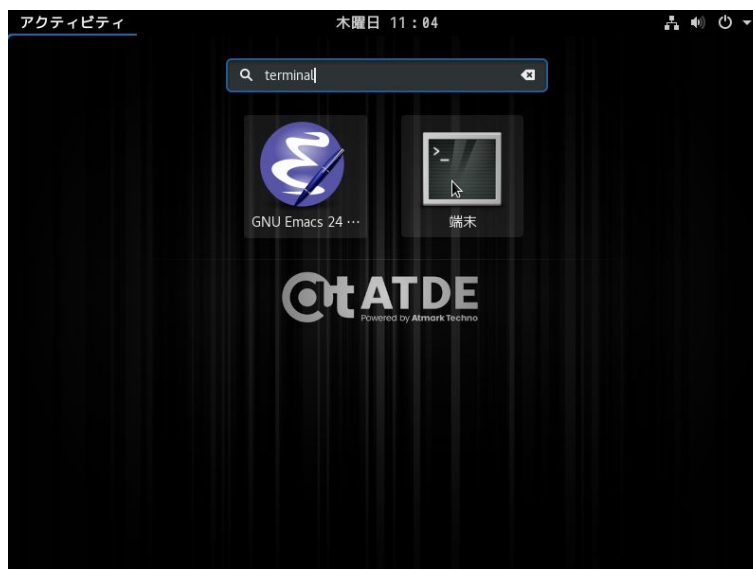 アクティビティ
木曜日 11：04
terminal
GNU Emacs 24 …
端末
at ATDE
Powered by Atmark Techno